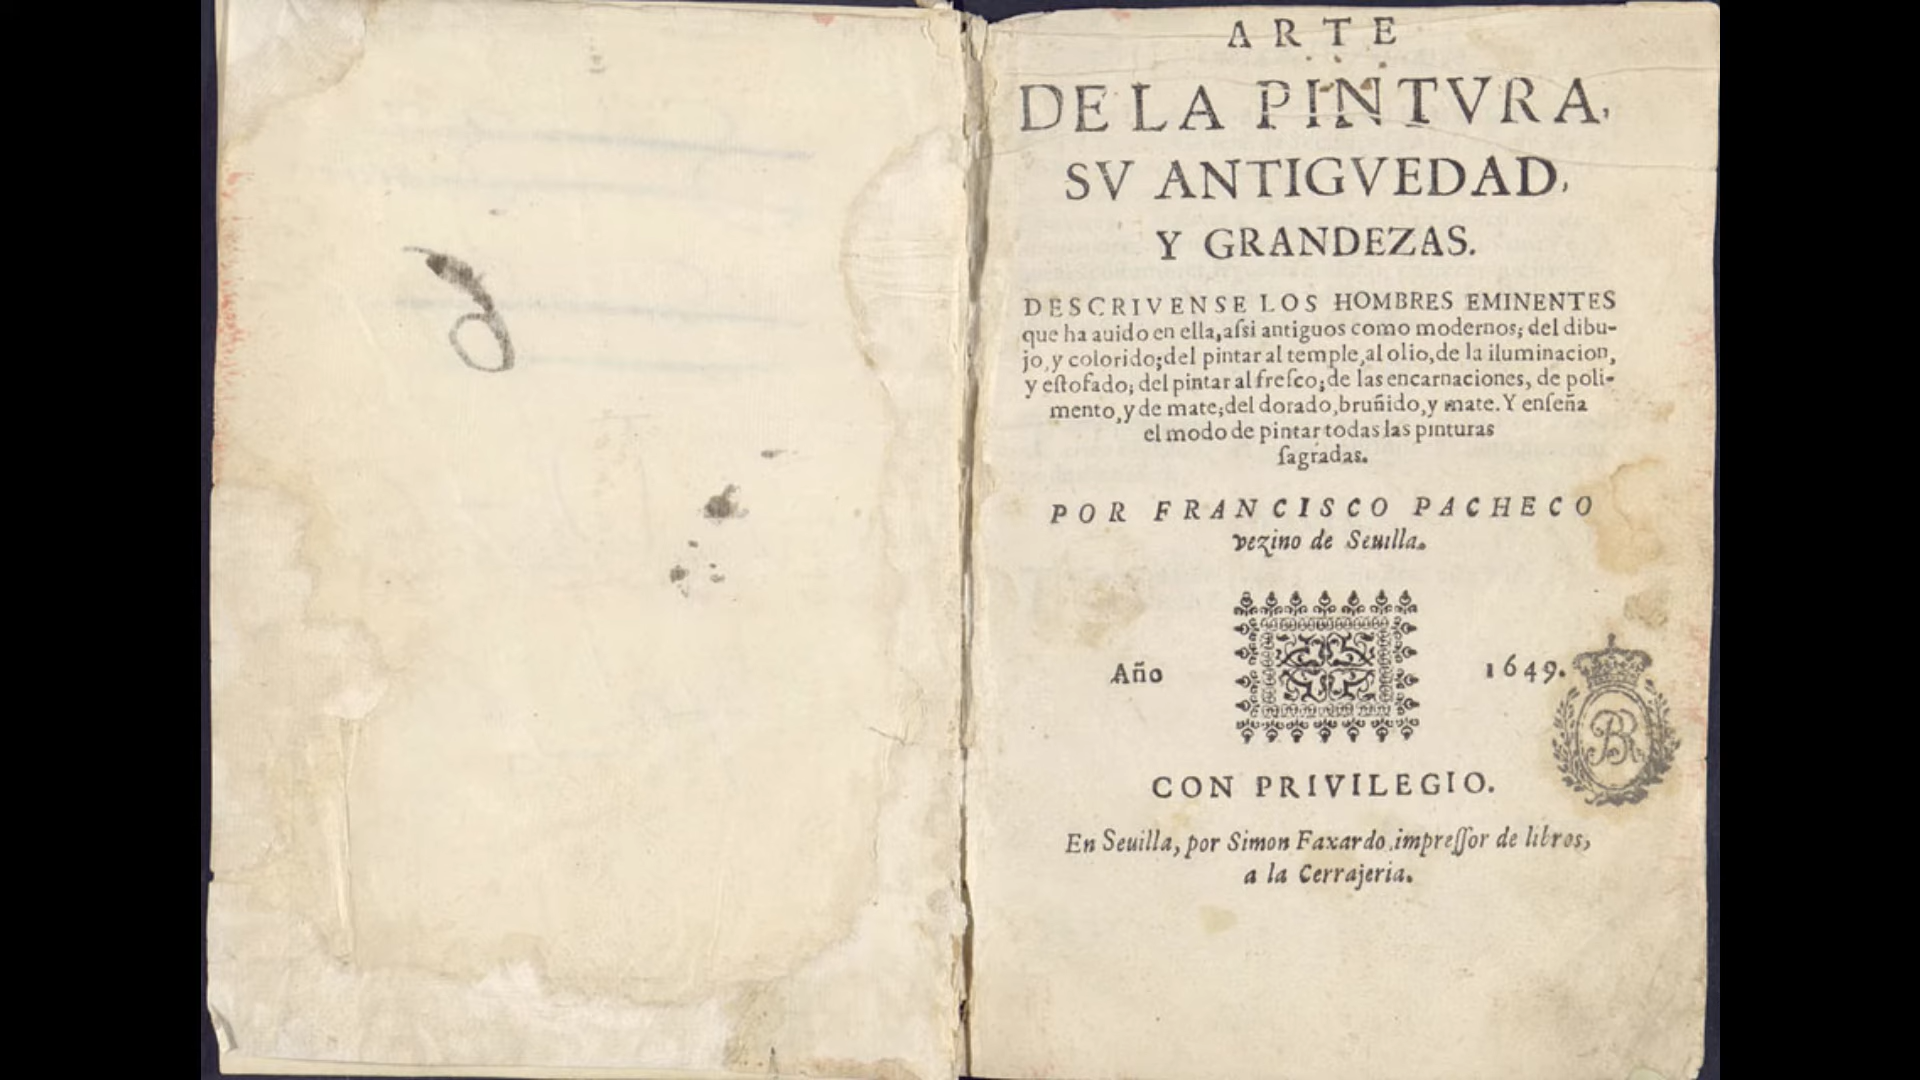 ARTE
DE LA PINTVRA,
SV ANTIGVEDAD,
Y GRANDEZAS.
DESCRIVENSE LOS HOMBRES EMINENTES
que ha auido en ella, aſsi antiguos como modernos; del dibu-
jo, y colorido; del pintar al temple, al olio, de la iluminacion,
y eſtofado; del pintar al freſco; de las encarnaciones, de poli-
mento, y de mate; del dorado, bruñido, y mate. Y enſeña
el modo de pintar todas las pinturas
ſagradas.
POR FRANCISCO PACHECO
vezino de Seuilla.
Año 1649.
BR
CON PRIVILEGIO.
En Seuilla, por Simon Faxardo, impreſſor de libros,
a la Cerrajeria.